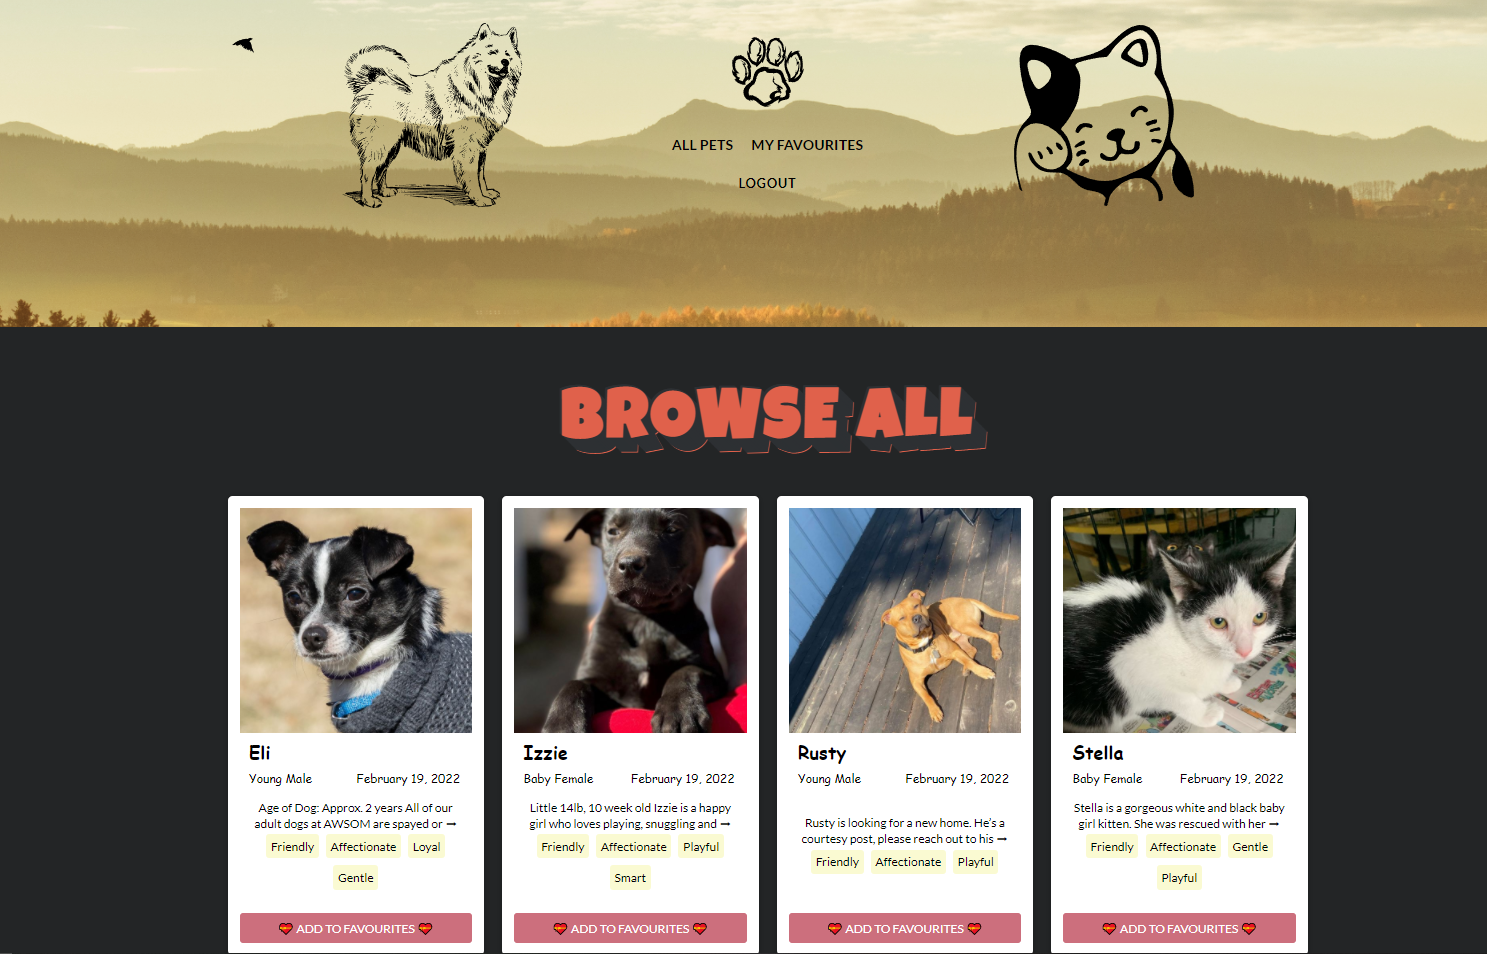 ALL PETS MY FAVOURITES
LOGOUT
BROWSE ALL
Eli
Young Male February 19, 2022
Age of Dog: Approx. 2 years All of our
adult dogs at AWSOM are spayed or ➞
Friendly Affectionate Loyal
Gentle
ADD TO FAVOURITES
Izzie
Baby Female February 19, 2022
Little 14lb, 10 week old Izzie is a happy
girl who loves playing, snuggling and ➞
Friendly Affectionate Playful
Smart
ADD TO FAVOURITES
Rusty
Young Male February 19, 2022
Rusty is looking for a new home. He’s a
courtesy post, please reach out to his ➞
Friendly Affectionate Playful
ADD TO FAVOURITES
Stella
Baby Female February 19, 2022
Stella is a gorgeous white and black baby
girl kitten. She was rescued with her ➞
Friendly Affectionate Gentle
Playful
ADD TO FAVOURITES